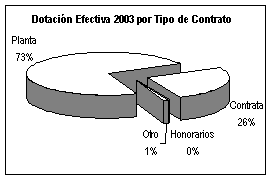 Dotación Efectiva 2003 por Tipo de Contrato
Planta
73%
Contrata
26%
Otro
1%
Honorarios
0%